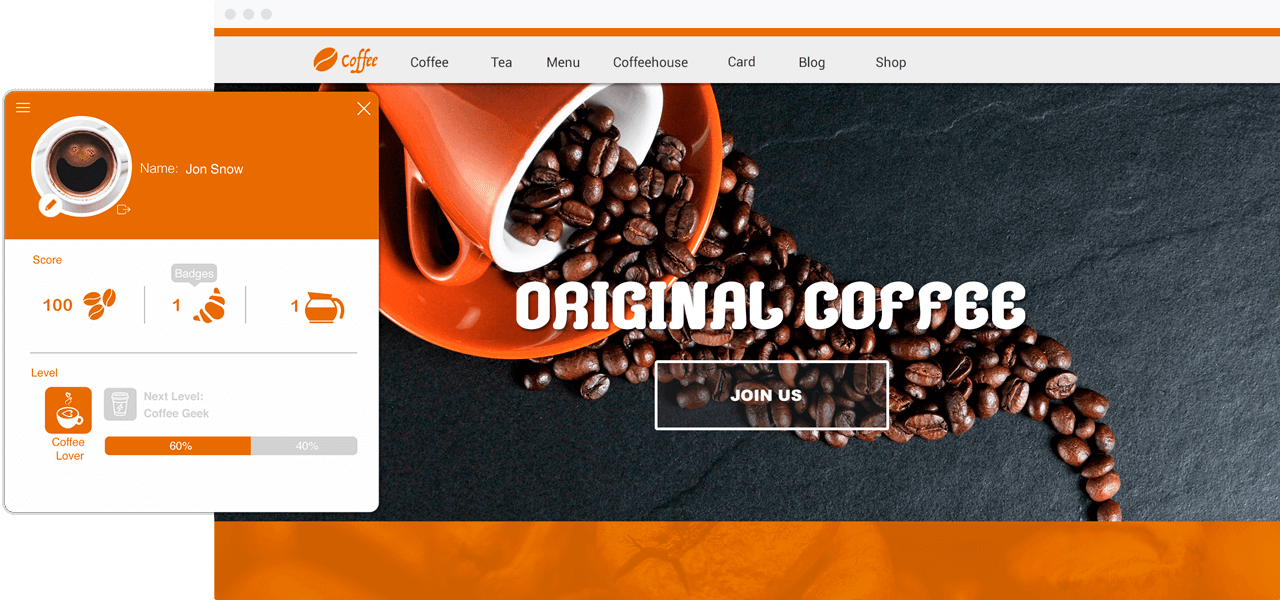 Coffee
Coffee Tea Menu Coffeehouse Card Blog Shop
Name: Jon Snow
Score
Badges
100 1 1
Level
Next Level:
Coffee Geek
Coffee
Lover
60% 40%
ORIGINAL COFFEE
JOIN US